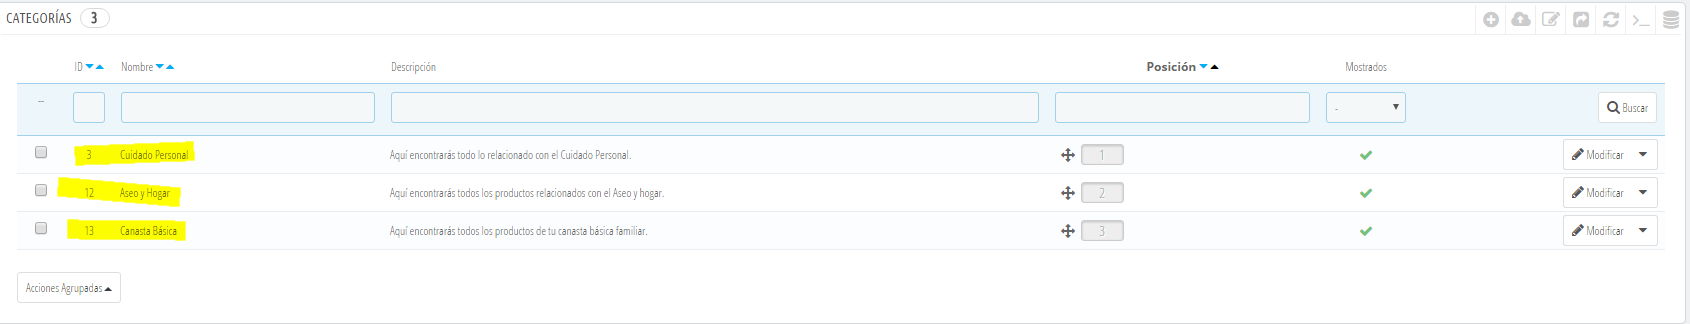 CATEGORÍAS 3
ID Nombre Descripción Posición Mostrados
-- - Buscar
3 Cuidado Personal Aquí encontrarás todo lo relacionado con el Cuidado Personal. 1 Modificar
12 Aseo y Hogar Aquí encontrarás todos los productos relacionados con el Aseo y hogar. 2 Modificar
13 Canasta Básica Aquí encontrarás todos los productos de tu canasta básica familiar. 3 Modificar
Acciones Agrupadas